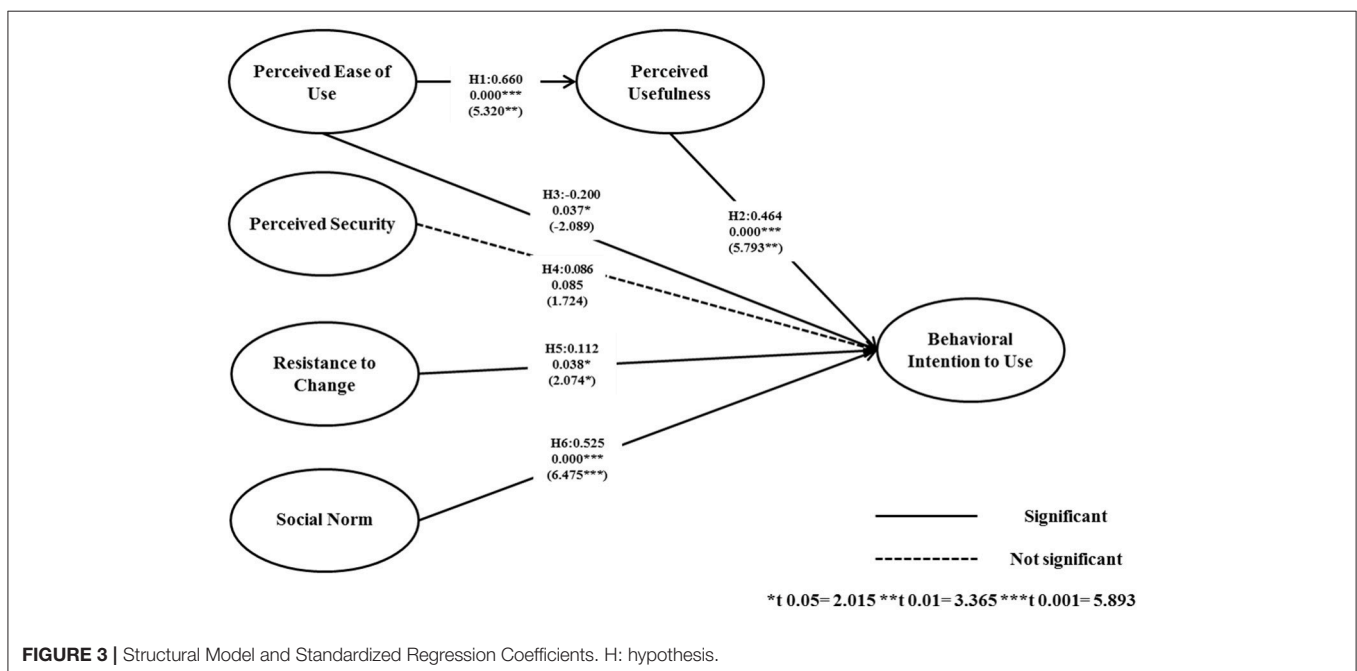 Perceived Ease of
Use
H1:0.660
0.000***
(5.320**)
Perceived
Usefulness
Perceived Security
H3:-0.200
0.037*
(-2.089)
H2:0.464
0.000***
(5.793**)
H4:0.086
0.085
(1.724)
Resistance to
Change
H5:0.112
0.038*
(2.074*)
Behavioral
Intention to Use
H6:0.525
0.000***
(6.475***)
Social Norm
Significant
Not significant
*t 0.05= 2.015 **t 0.01= 3.365 ***t 0.001= 5.893
FIGURE 3 | Structural Model and Standardized Regression Coefficients. H: hypothesis.